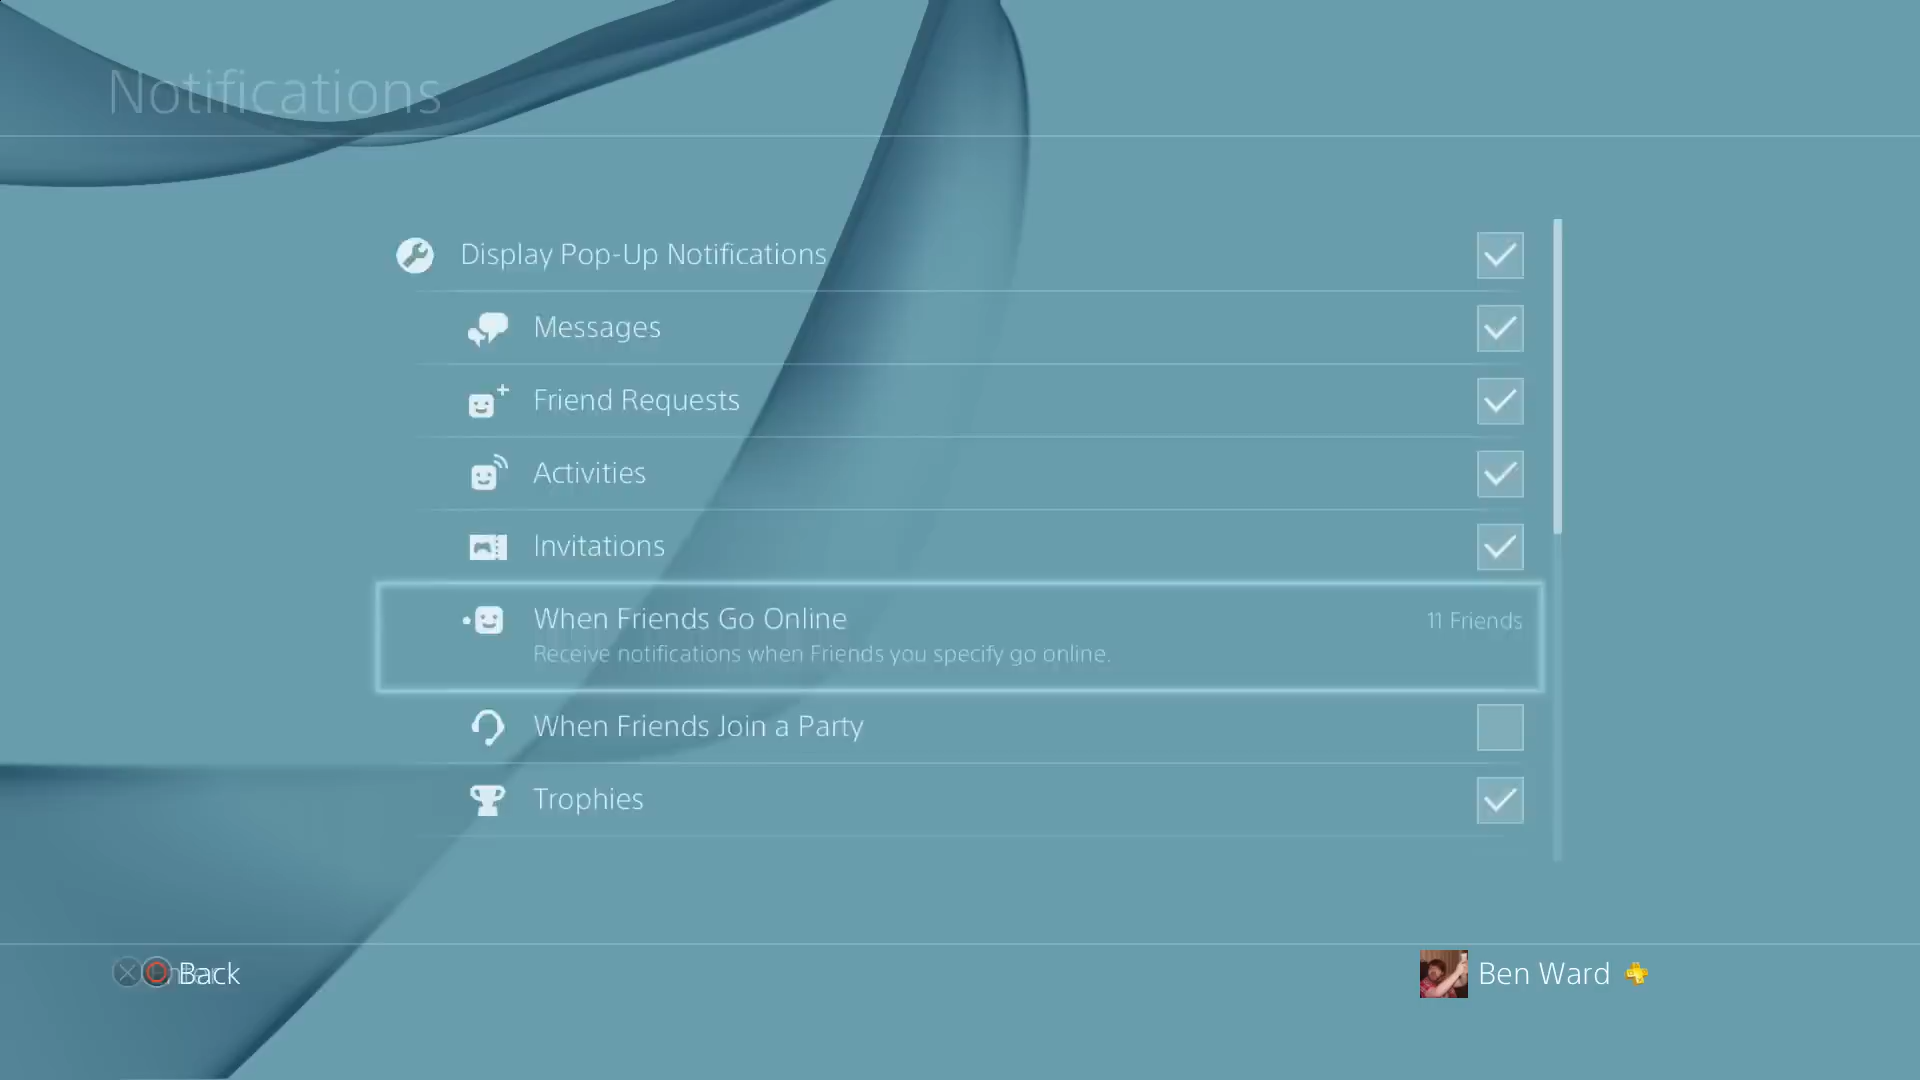 Notifications
Display Pop-Up Notifications
Messages
Friend Requests
Activities
Invitations
When Friends Go Online
11 Friends
Receive notifications when Friends you specify go online.
When Friends Join a Party
Trophies
Back
Ben Ward